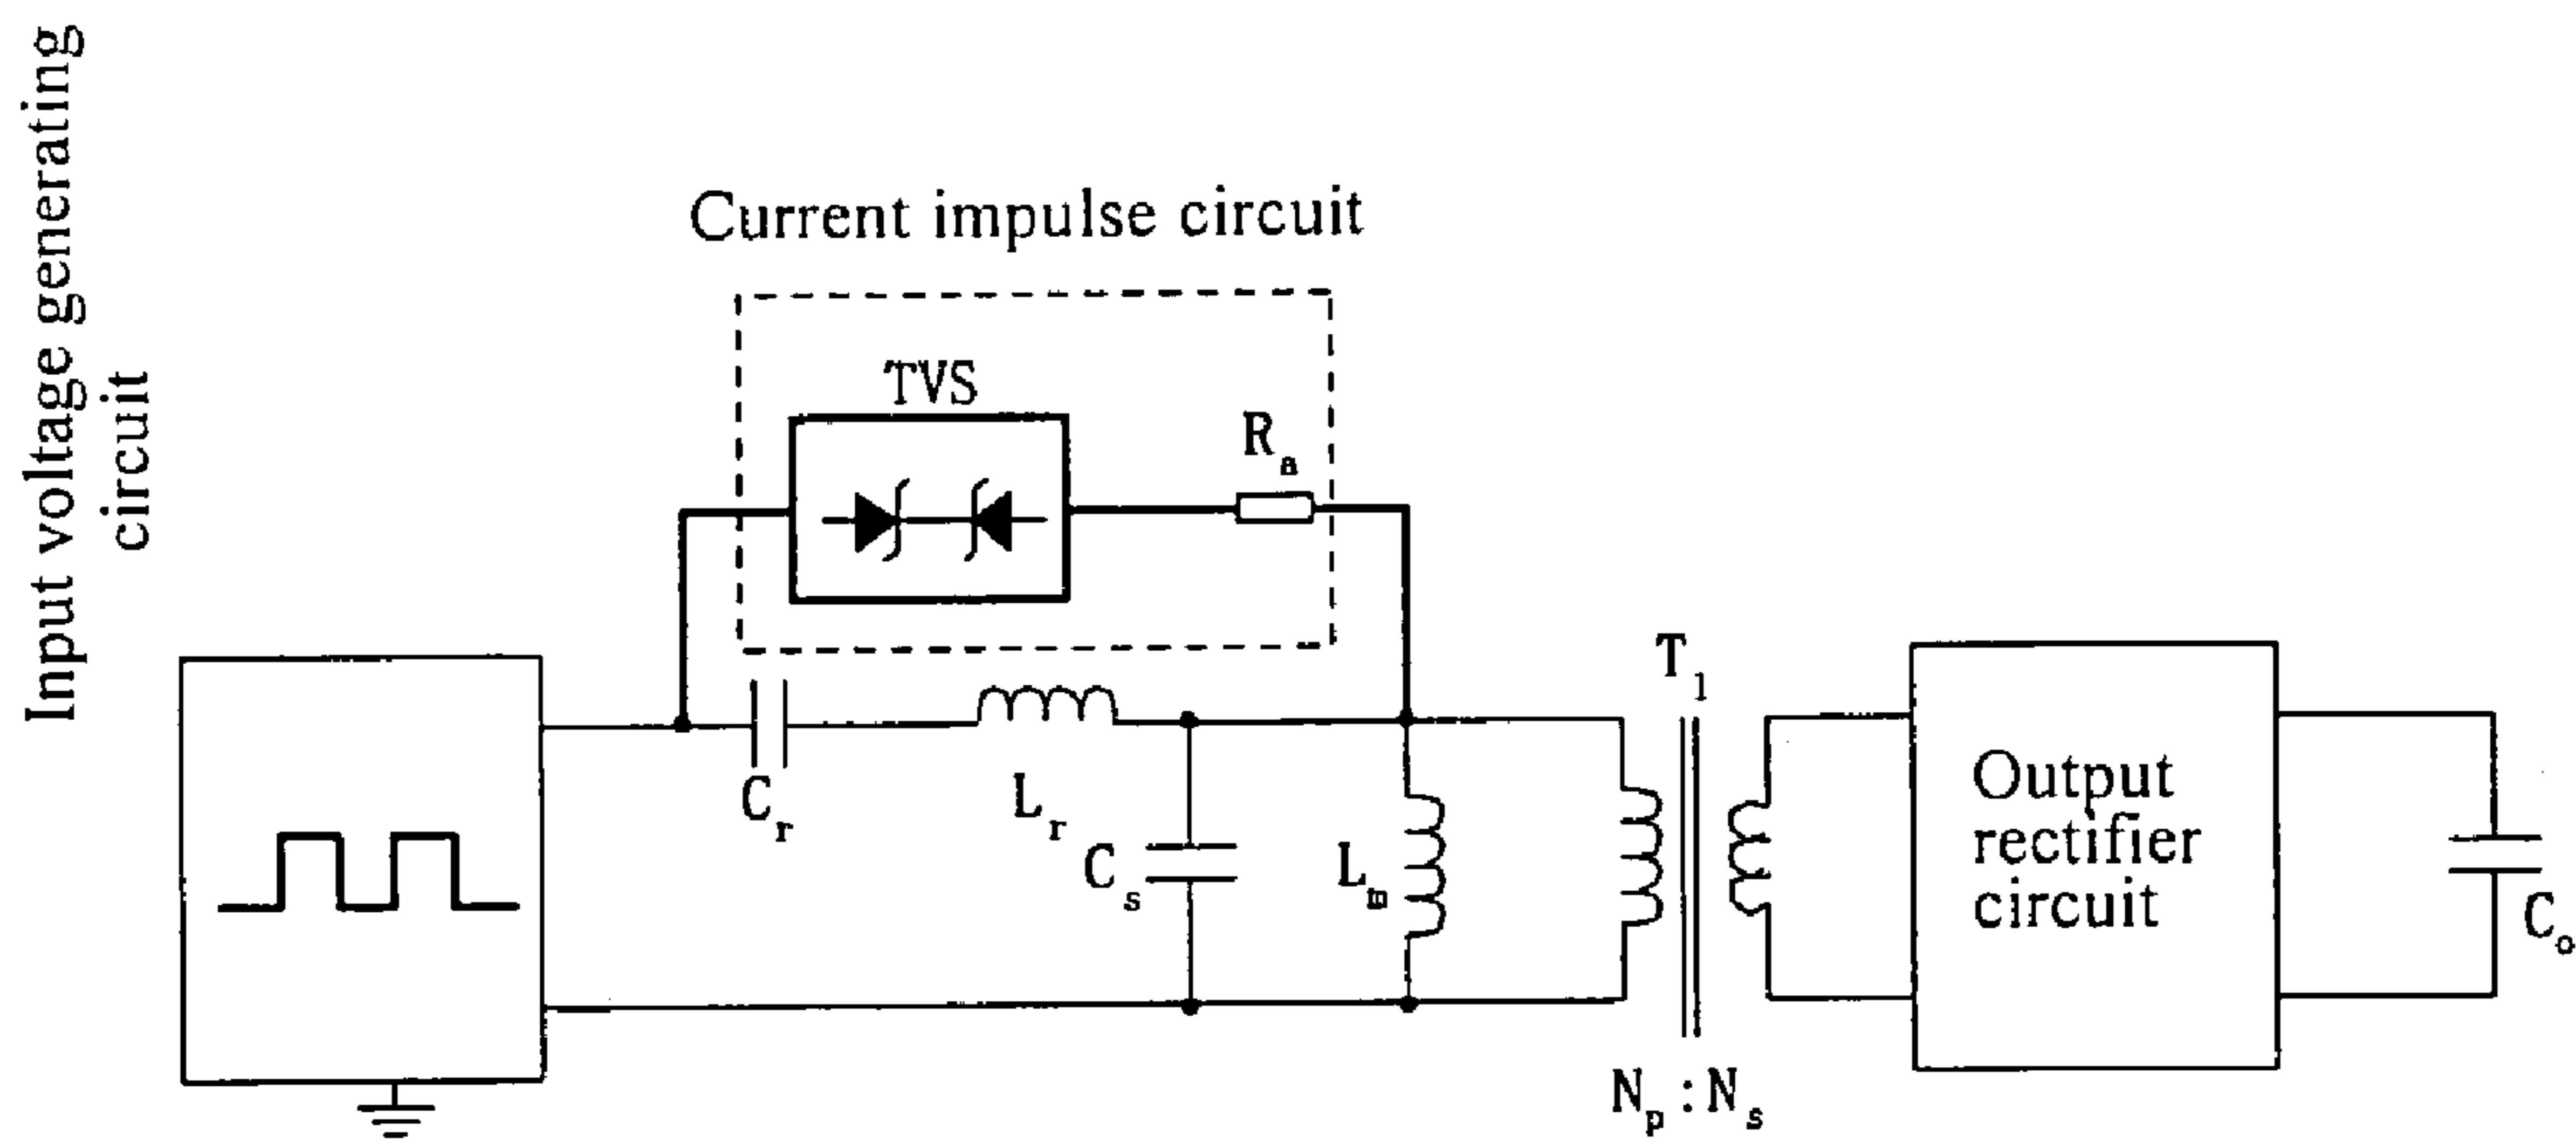 Input voltage generating
circuit
Current impulse circuit
TVS
Rₐ
T₁
Cᵣ
Lᵣ
Cₛ
Lₘ
Output
rectifier
circuit
Cₒ
Nₚ:Nₛ